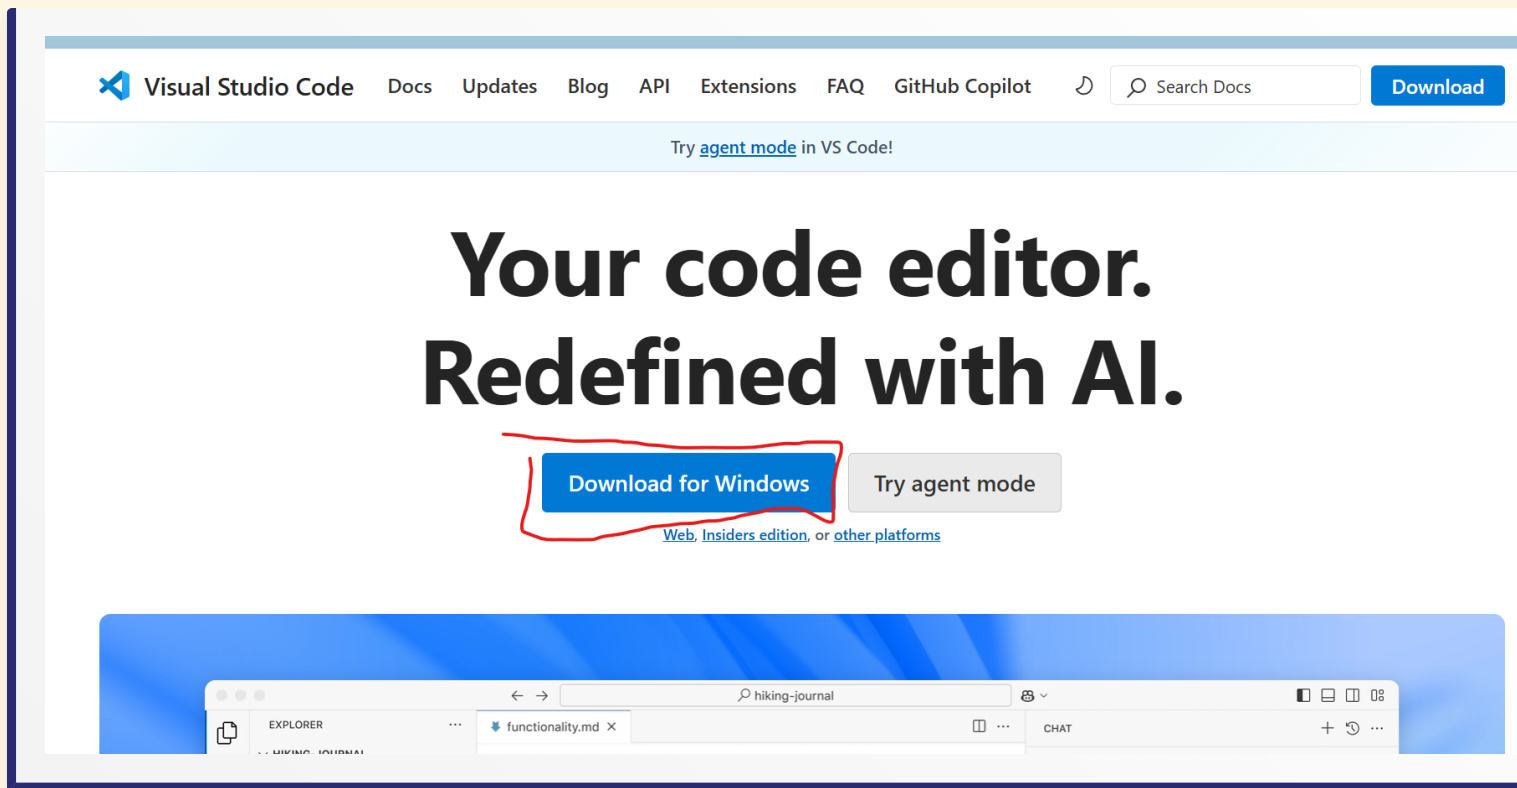 Visual Studio Code Docs Updates Blog API Extensions FAQ GitHub Copilot Search Docs Download
Try agent mode in VS Code!
Your code editor.
Redefined with AI.
Download for Windows Try agent mode
Web, Insiders edition, or other platforms
hiking-journal
EXPLORER ··· functionality.md ··· CHAT ···
HIKING-JOURNAL